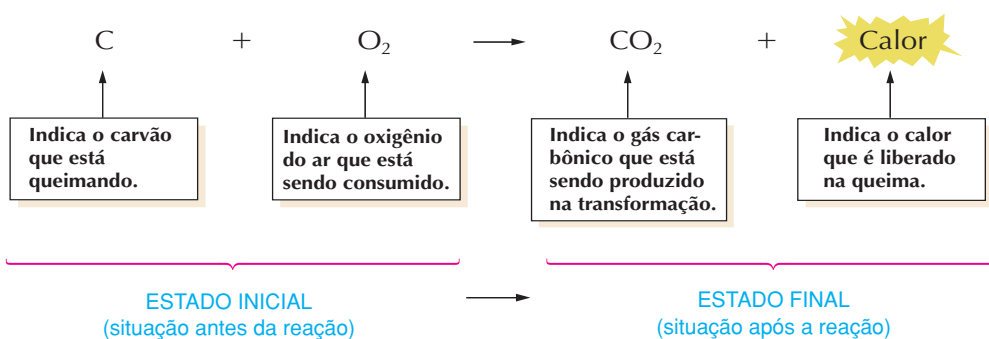 C + O₂ → CO₂ + Calor
Indica o carvão
que está
queimando.
Indica o oxigênio
do ar que está
sendo consumido.
Indica o gás car-
bônico que está
sendo produzido
na transformação.
Indica o calor
que é liberado
na queima.
ESTADO INICIAL
(situação antes da reação)
→
ESTADO FINAL
(situação após a reação)